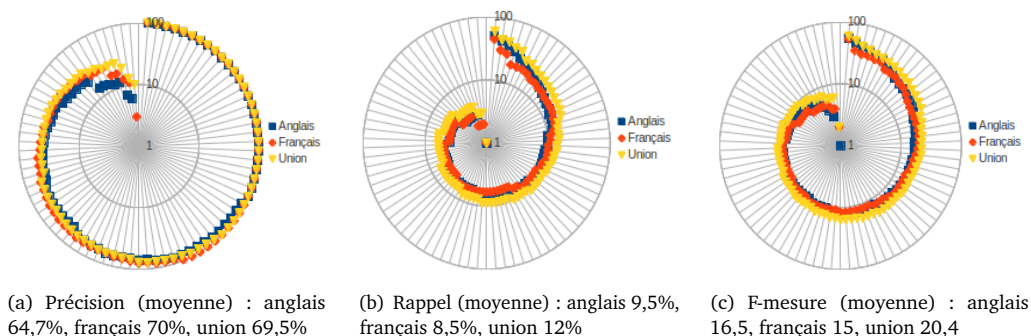 100
10
1
Anglais
Français
Union
100
10
1
Anglais
Français
Union
100
10
1
Anglais
Français
Union
(a) Précision (moyenne) : anglais
64,7%, français 70%, union 69,5%
(b) Rappel (moyenne) : anglais 9,5%,
français 8,5%, union 12%
(c) F-mesure (moyenne) : anglais
16,5, français 15, union 20,4